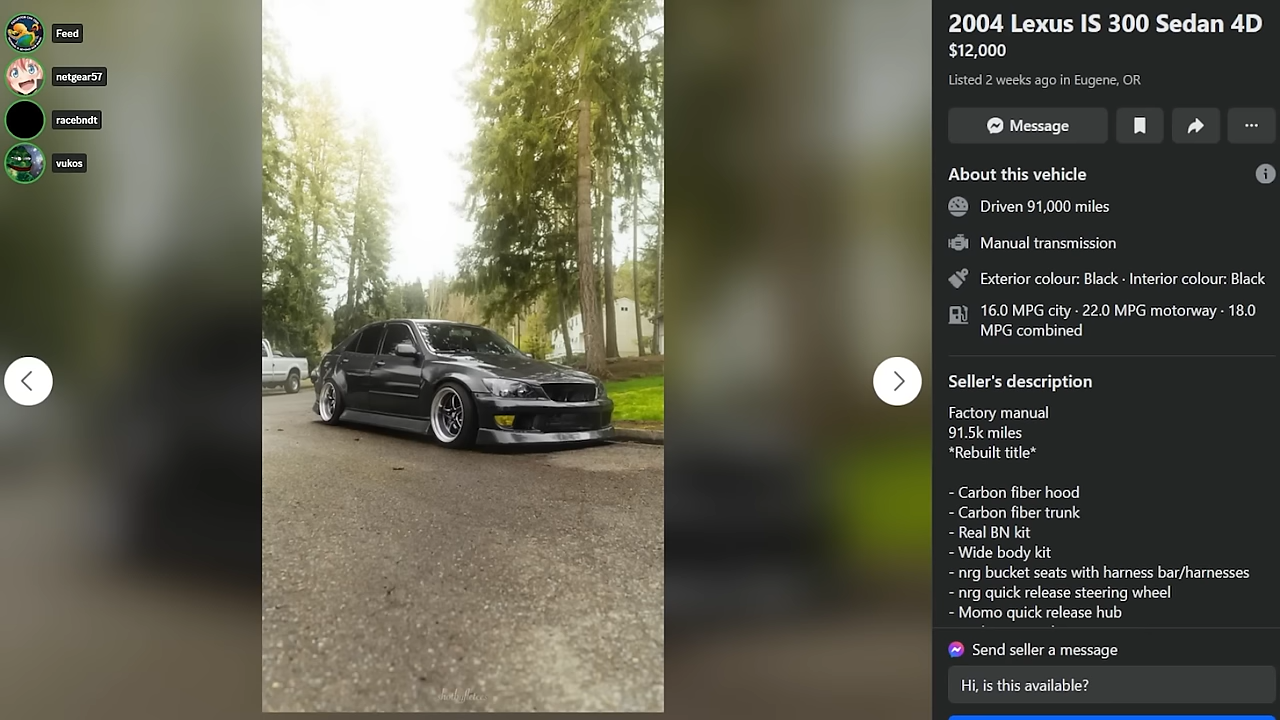 Feed
netgear57
racebndt
vukos
2004 Lexus IS 300 Sedan 4D
$12,000
Listed 2 weeks ago in Eugene, OR
Message
About this vehicle
Driven 91,000 miles
Manual transmission
Exterior colour: Black · Interior colour: Black
16.0 MPG city · 22.0 MPG motorway · 18.0
MPG combined
Seller's description
Factory manual
91.5k miles
*Rebuilt title*
- Carbon fiber hood
- Carbon fiber trunk
- Real BN kit
- Wide body kit
- nrg bucket seats with harness bar/harnesses
- nrg quick release steering wheel
- Momo quick release hub
Send seller a message
Hi, is this available?